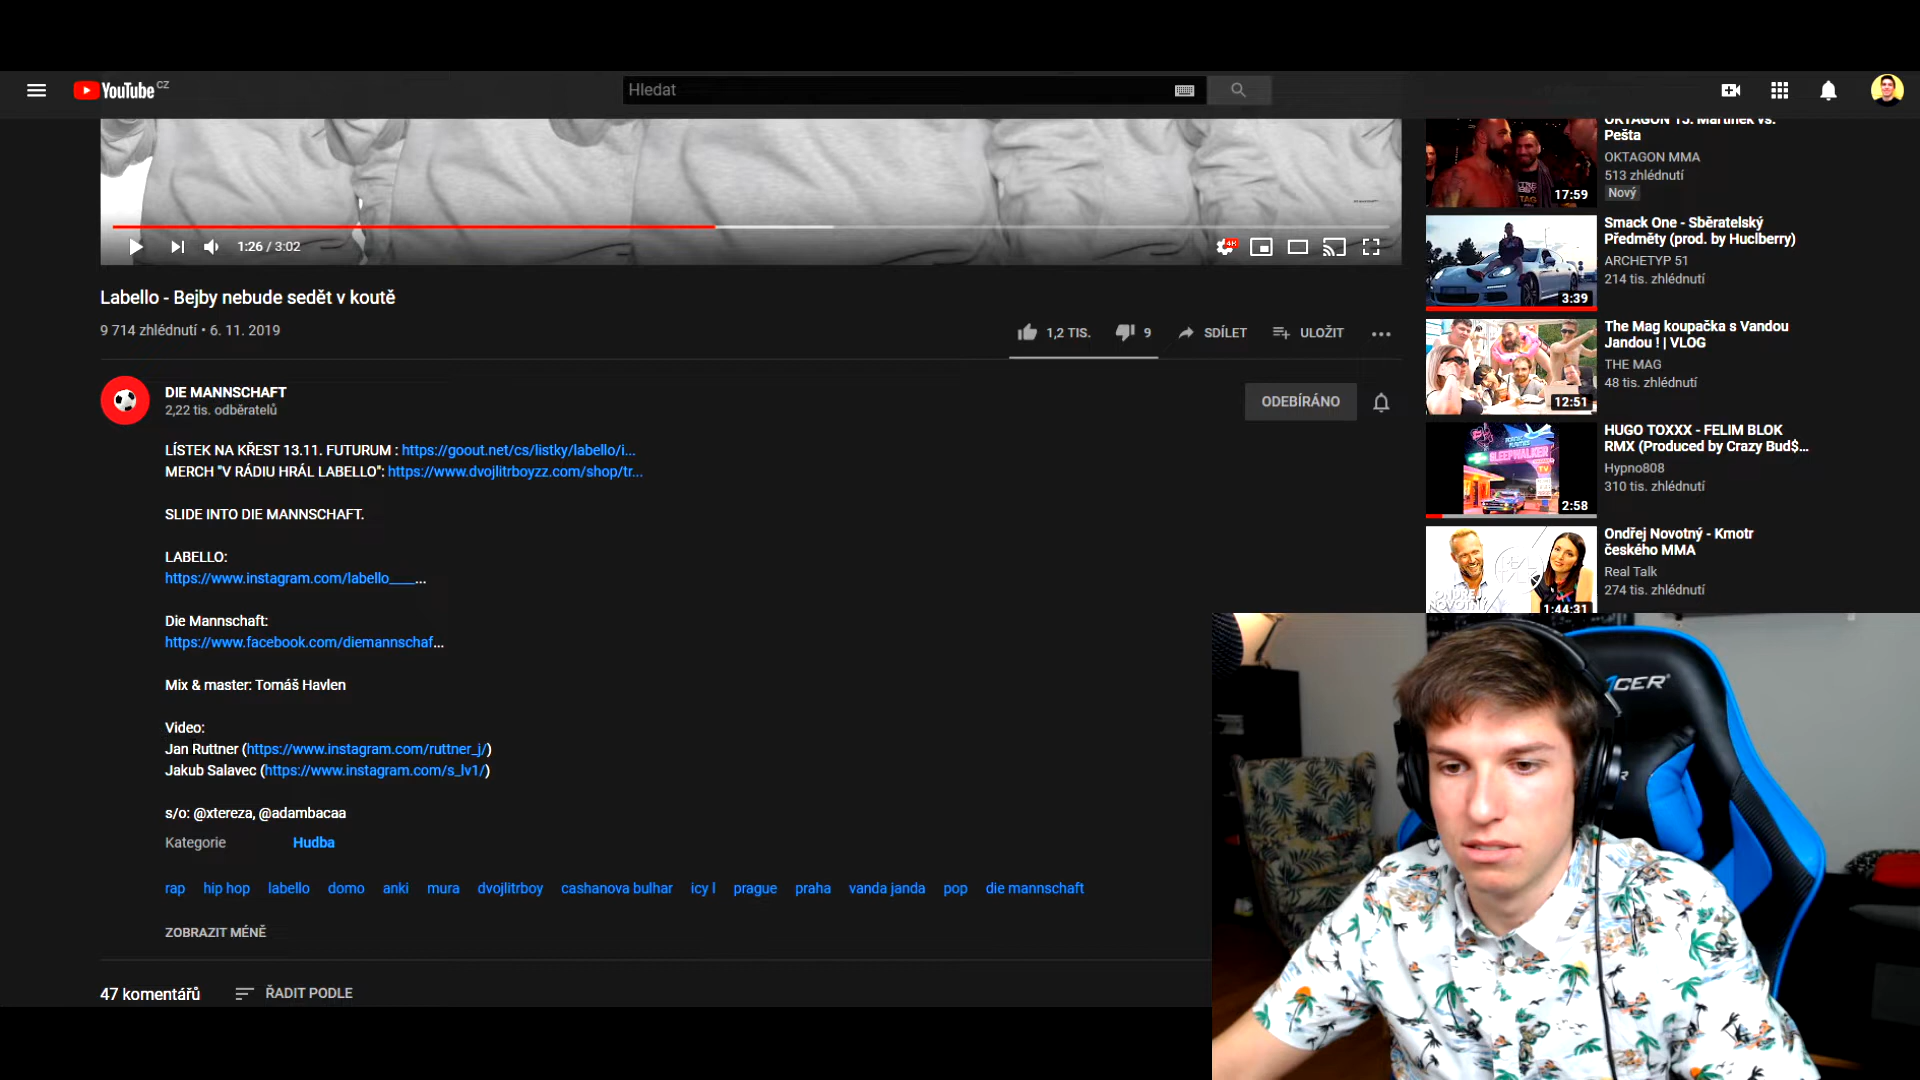 YouTube CZ
Hledat
1:26 / 3:02
Labello - Bejby nebude sedět v koutě
9 714 zhlédnutí • 6. 11. 2019
1,2 TIS.
9
SDÍLET
ULOŽIT
DIE MANNSCHAFT
2,22 tis. odběratelů
ODEBÍRÁNO
LÍSTEK NA KŘEST 13.11. FUTURUM : https://goout.net/cs/listky/labello/i...
MERCH "V RÁDIU HRÁL LABELLO": https://www.dvojlitrboyzz.com/shop/tr...
SLIDE INTO DIE MANNSCHAFT.
LABELLO:
https://www.instagram.com/labello____...
Die Mannschaft:
https://www.facebook.com/diemannschaf...
Mix & master: Tomáš Havlen
Video:
Jan Ruttner (https://www.instagram.com/ruttner_j/)
Jakub Salavec (https://www.instagram.com/s_lv1/)
s/o: @xtereza, @adambacaa
Kategorie Hudba
rap hip hop labello domo anki mura dvojlitrboy cashanova bulhar icy l prague praha vanda janda pop die mannschaft
ZOBRAZIT MÉNĚ
47 komentářů
ŘADIT PODLE
OKTAGON 13: Martínek vs.
Pešta
OKTAGON MMA
513 zhlédnutí
Nový
17:59
Smack One - Sběratelský
Předměty (prod. by Huclberry)
ARCHETYP 51
214 tis. zhlédnutí
3:39
The Mag koupačka s Vandou
Jandou ! | VLOG
THE MAG
48 tis. zhlédnutí
12:51
HUGO TOXXX - FELIM BLOK
RMX (Produced by Crazy Bud$...
Hypno808
310 tis. zhlédnutí
SLEEPWALKER
2:58
Ondřej Novotný - Kmotr
českého MMA
Real Talk
274 tis. zhlédnutí
ONDŘEJ
NOVOTNÝ
1:44:31